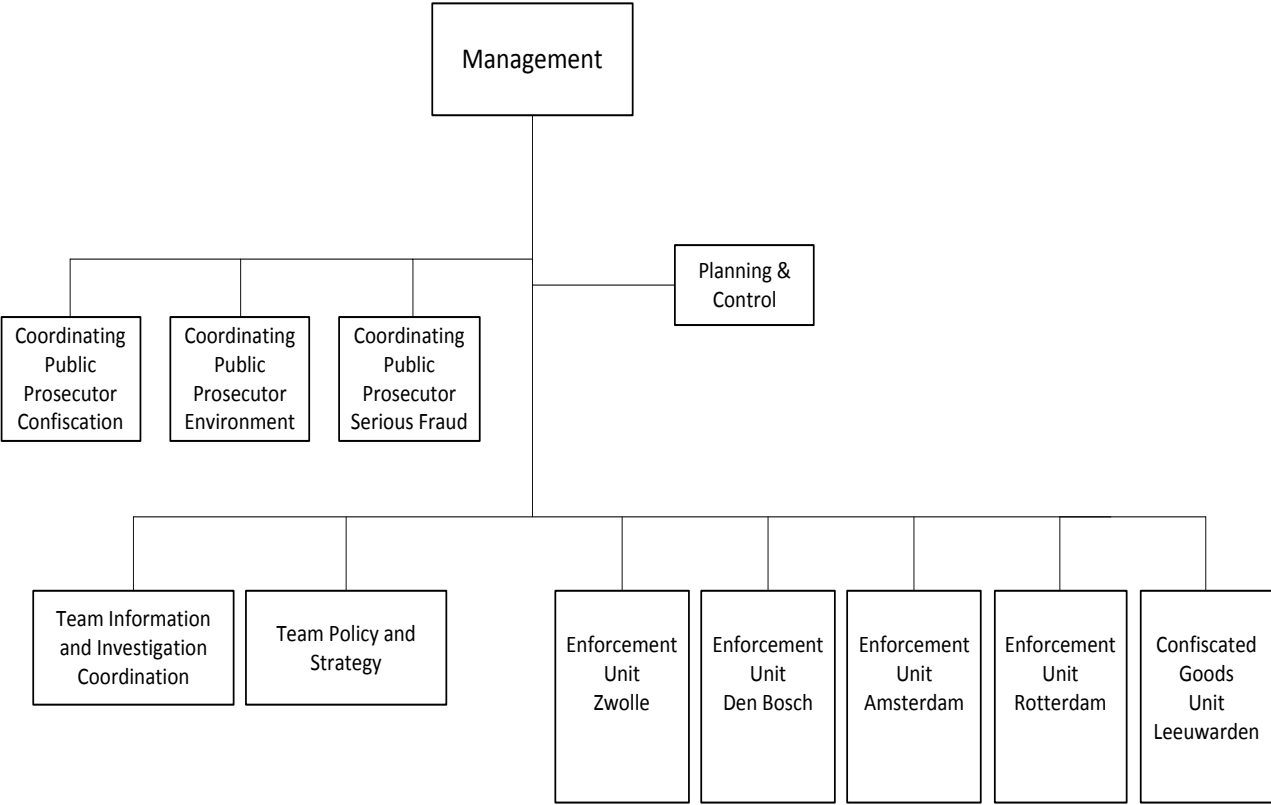 Management
Planning &
Control
Coordinating
Public
Prosecutor
Confiscation
Coordinating
Public
Prosecutor
Environment
Coordinating
Public
Prosecutor
Serious Fraud
Team Information
and Investigation
Coordination
Team Policy and
Strategy
Enforcement
Unit
Zwolle
Enforcement
Unit
Den Bosch
Enforcement
Unit
Amsterdam
Enforcement
Unit
Rotterdam
Confiscated
Goods
Unit
Leeuwarden